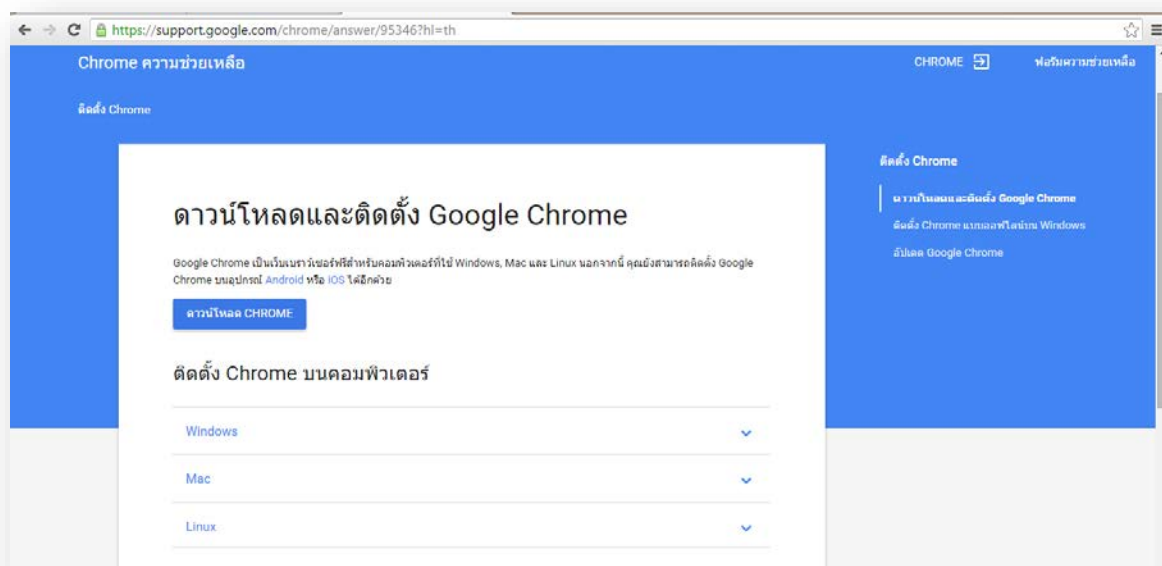 https://support.google.com/chrome/answer/95346?hl=th
Chrome ความช่วยเหลือ
CHROME
ฟอรัมความช่วยเหลือ
ติดตั้ง Chrome
ดาวน์โหลดและติดตั้ง Google Chrome
Google Chrome เป็นเว็บเบราว์เซอร์ฟรีสำหรับคอมพิวเตอร์ที่ใช้ Windows, Mac และ Linux นอกจากนี้ คุณยังสามารถติดตั้ง Google
Chrome บนอุปกรณ์ Android หรือ iOS ได้อีกด้วย
ดาวน์โหลด CHROME
ติดตั้ง Chrome บนคอมพิวเตอร์
Windows
Mac
Linux
ติดตั้ง Chrome
ดาวน์โหลดและติดตั้ง Google Chrome
ติดตั้ง Chrome แบบออฟไลน์บน Windows
อัปเดต Google Chrome